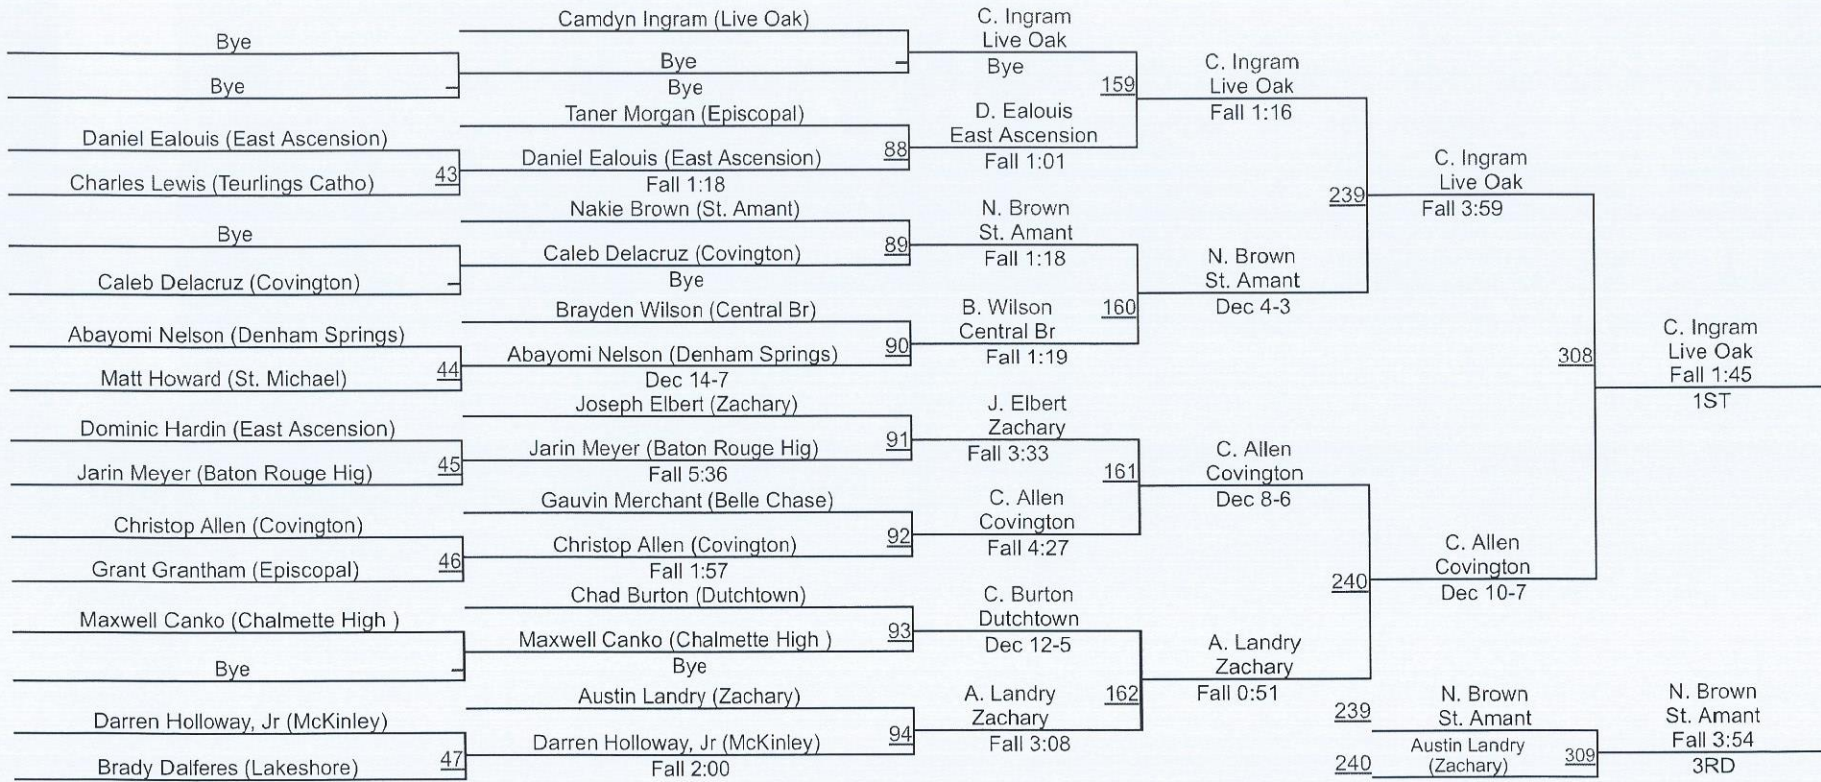 Bye
Bye
Daniel Ealouis (East Ascension)
Charles Lewis (Teurlings Catho)
43
Bye
Caleb Delacruz (Covington)
Abayomi Nelson (Denham Springs)
Matt Howard (St. Michael)
44
Dominic Hardin (East Ascension)
Jarin Meyer (Baton Rouge Hig)
45
Christop Allen (Covington)
Grant Grantham (Episcopal)
46
Maxwell Canko (Chalmette High )
Bye
Darren Holloway, Jr (McKinley)
Brady Dalferes (Lakeshore)
47
Camdyn Ingram (Live Oak)
Bye
Bye
Taner Morgan (Episcopal)
Daniel Ealouis (East Ascension)
88
Fall 1:18
Nakie Brown (St. Amant)
Caleb Delacruz (Covington)
89
Bye
Brayden Wilson (Central Br)
Abayomi Nelson (Denham Springs)
90
Dec 14-7
Joseph Elbert (Zachary)
Jarin Meyer (Baton Rouge Hig)
91
Fall 5:36
Gauvin Merchant (Belle Chase)
Christop Allen (Covington)
92
Fall 1:57
Chad Burton (Dutchtown)
Maxwell Canko (Chalmette High )
93
Bye
Austin Landry (Zachary)
Darren Holloway, Jr (McKinley)
94
Fall 2:00
C. Ingram
Live Oak
Bye
159
D. Ealouis
East Ascension
Fall 1:01
N. Brown
St. Amant
Fall 1:18
160
B. Wilson
Central Br
Fall 1:19
J. Elbert
Zachary
Fall 3:33
161
C. Allen
Covington
Fall 4:27
C. Burton
Dutchtown
Dec 12-5
162
A. Landry
Zachary
Fall 3:08
C. Ingram
Live Oak
Fall 1:16
239
N. Brown
St. Amant
Dec 4-3
C. Allen
Covington
Dec 8-6
240
A. Landry
Zachary
Fall 0:51
C. Ingram
Live Oak
Fall 3:59
308
C. Allen
Covington
Dec 10-7
C. Ingram
Live Oak
Fall 1:45
1ST
239
N. Brown
St. Amant
240
Austin Landry
(Zachary)
309
N. Brown
St. Amant
Fall 3:54
3RD